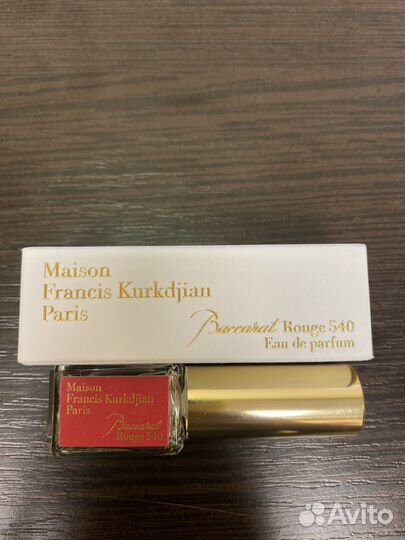 Maison
Francis Kurkdjian
Paris
Baccarat Rouge 540
Eau de parfum
Maison
Francis Kurkdjian
Paris
Baccarat
Rouge 540
Avito